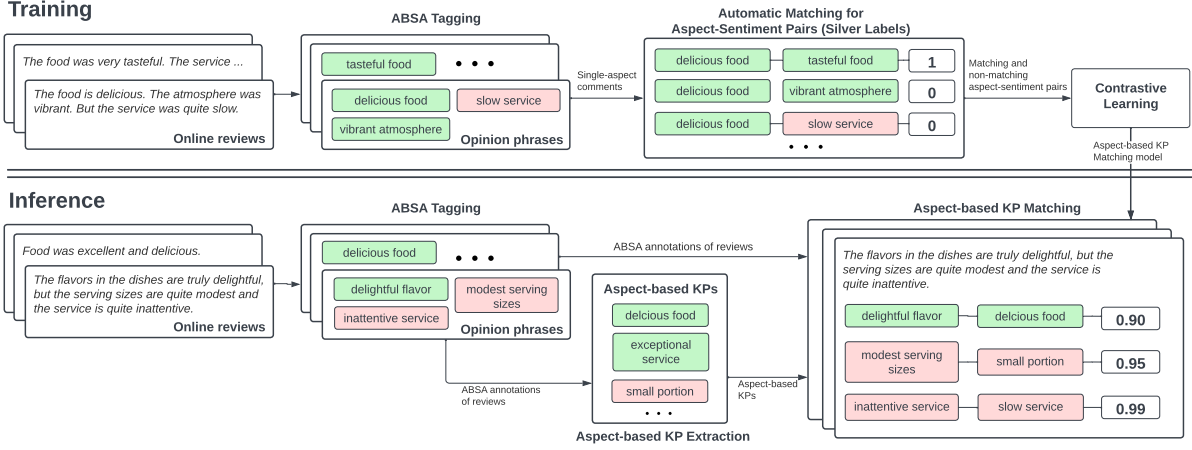 Training
ABSA Tagging
Automatic Matching for
Aspect-Sentiment Pairs (Silver Labels)
The food was very tasteful. The service ...
The food is delicious. The atmosphere was
vibrant. But the service was quite slow.
Online reviews
tasteful food
• • •
delicious food
slow service
vibrant atmosphere
Opinion phrases
Single-aspect
comments
delicious food
tasteful food
1
delicious food
vibrant atmosphere
0
delicious food
slow service
0
• • •
Matching and
non-matching
aspect-sentiment pairs
Contrastive
Learning
Aspect-based KP
Matching model
Inference
ABSA Tagging
Aspect-based KP Matching
Food was excellent and delicious.
The flavors in the dishes are truly delightful,
but the serving sizes are quite modest and
the service is quite inattentive.
Online reviews
delicious food
• • •
delightful flavor
modest serving
sizes
inattentive service
Opinion phrases
ABSA annotations of reviews
ABSA annotations
of reviews
Aspect-based KPs
delcious food
exceptional
service
small portion
• • •
Aspect-based KP Extraction
Aspect-based
KPs
The flavors in the dishes are truly delightful, but the
serving sizes are quite modest and the service is
quite inattentive.
delightful flavor
delcious food
0.90
modest serving
sizes
small portion
0.95
inattentive service
slow service
0.99